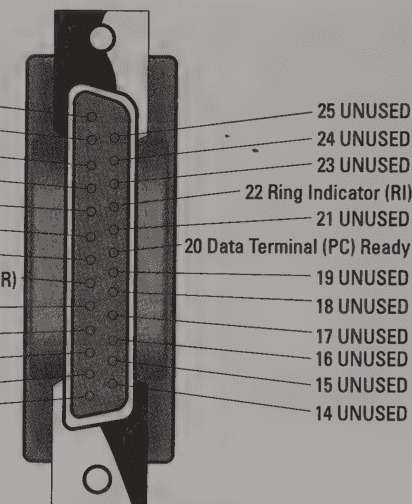 25 UNUSED
24 UNUSED
23 UNUSED
22 Ring Indicator (RI)
21 UNUSED
20 Data Terminal (PC) Ready
R)
19 UNUSED
18 UNUSED
17 UNUSED
16 UNUSED
15 UNUSED
14 UNUSED